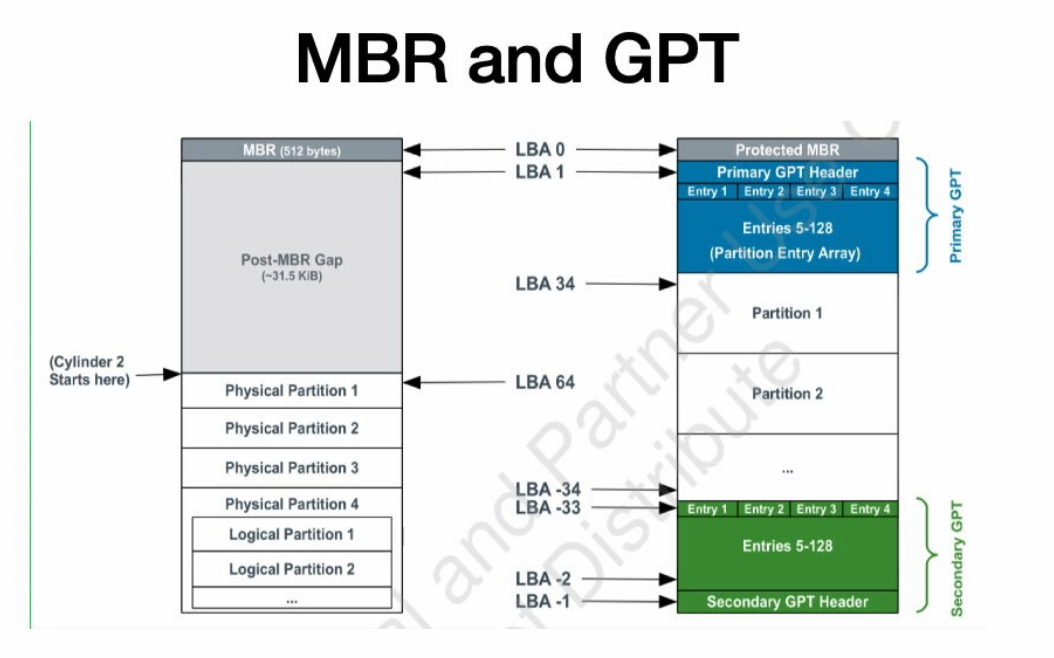 MBR and GPT
MBR (512 bytes)
Post-MBR Gap
(~31.5 KiB)
(Cylinder 2
Starts here)
Physical Partition 1
Physical Partition 2
Physical Partition 3
Physical Partition 4
Logical Partition 1
Logical Partition 2
...
LBA 0
LBA 1
LBA 34
LBA 64
LBA -34
LBA -33
LBA -2
LBA -1
Protected MBR
Primary GPT Header
Entry 1 Entry 2 Entry 3 Entry 4
Entries 5-128
(Partition Entry Array)
Partition 1
Partition 2
...
Entry 1 Entry 2 Entry 3 Entry 4
Entries 5-128
Secondary GPT Header
Primary GPT
Secondary GPT
and Partner
Distribute